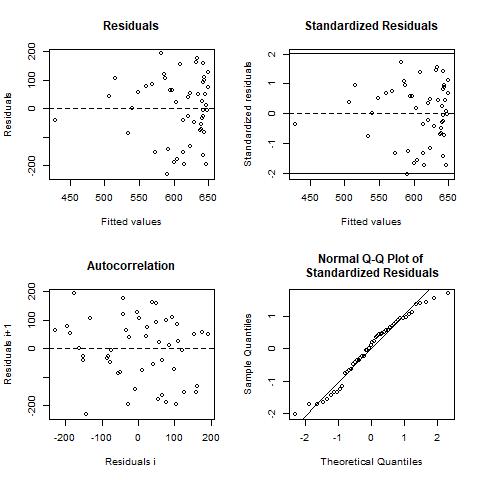 Residuals
Residuals
200
100
0
-200
450
500
550
600
650
Fitted values
Standardized Residuals
Standardized residuals
2
1
0
-1
-2
450
500
550
600
650
Fitted values
Autocorrelation
Residuals i+1
200
100
0
-200
-200
-100
0
100
200
Residuals i
Normal Q-Q Plot of
Standardized Residuals
Sample Quantiles
1
0
-1
-2
-2
-1
0
1
2
Theoretical Quantiles